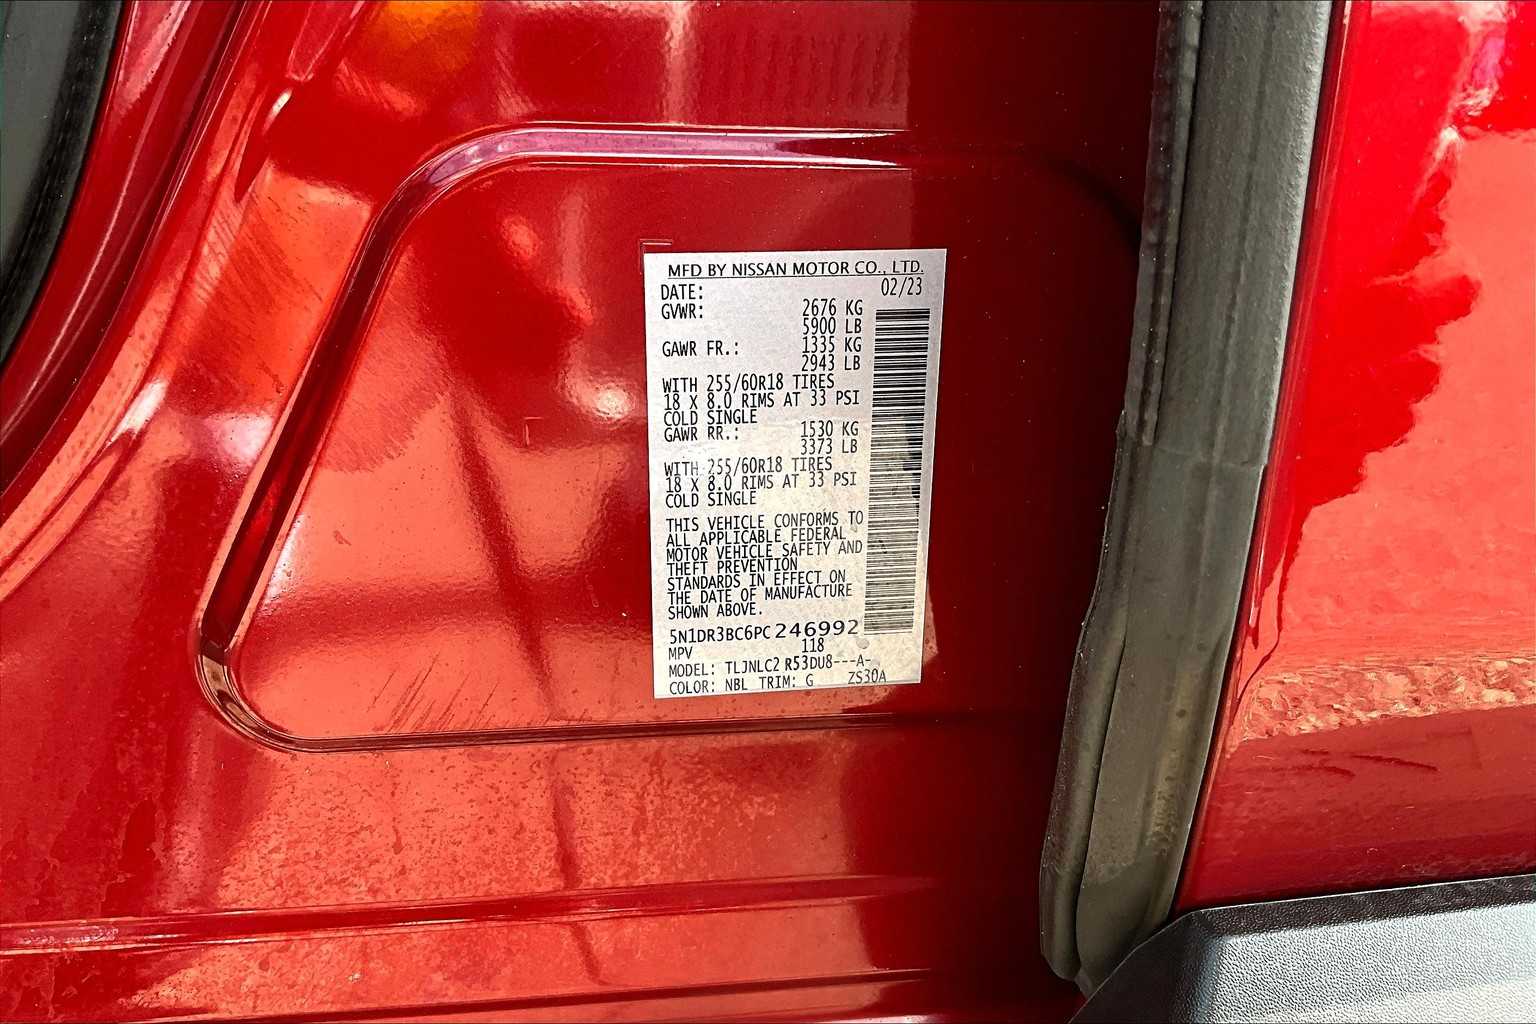 MFD BY NISSAN MOTOR CO., LTD.
DATE: 02/23
GVWR: 2676 KG
5900 LB
GAWR FR.: 1335 KG
2943 LB
WITH 255/60R18 TIRES
18 X 8.0 RIMS AT 33 PSI
COLD SINGLE
GAWR RR.: 1530 KG
3373 LB
WITH 255/60R18 TIRES
18 X 8.0 RIMS AT 33 PSI
COLD SINGLE
THIS VEHICLE CONFORMS TO
ALL APPLICABLE FEDERAL
MOTOR VEHICLE SAFETY AND
THEFT PREVENTION
STANDARDS IN EFFECT ON
THE DATE OF MANUFACTURE
SHOWN ABOVE.
5N1DR3BC6PC246992
MPV 118
MODEL: TLJNLC2 R53DU8---A-
COLOR: NBL TRIM: G ZS30A